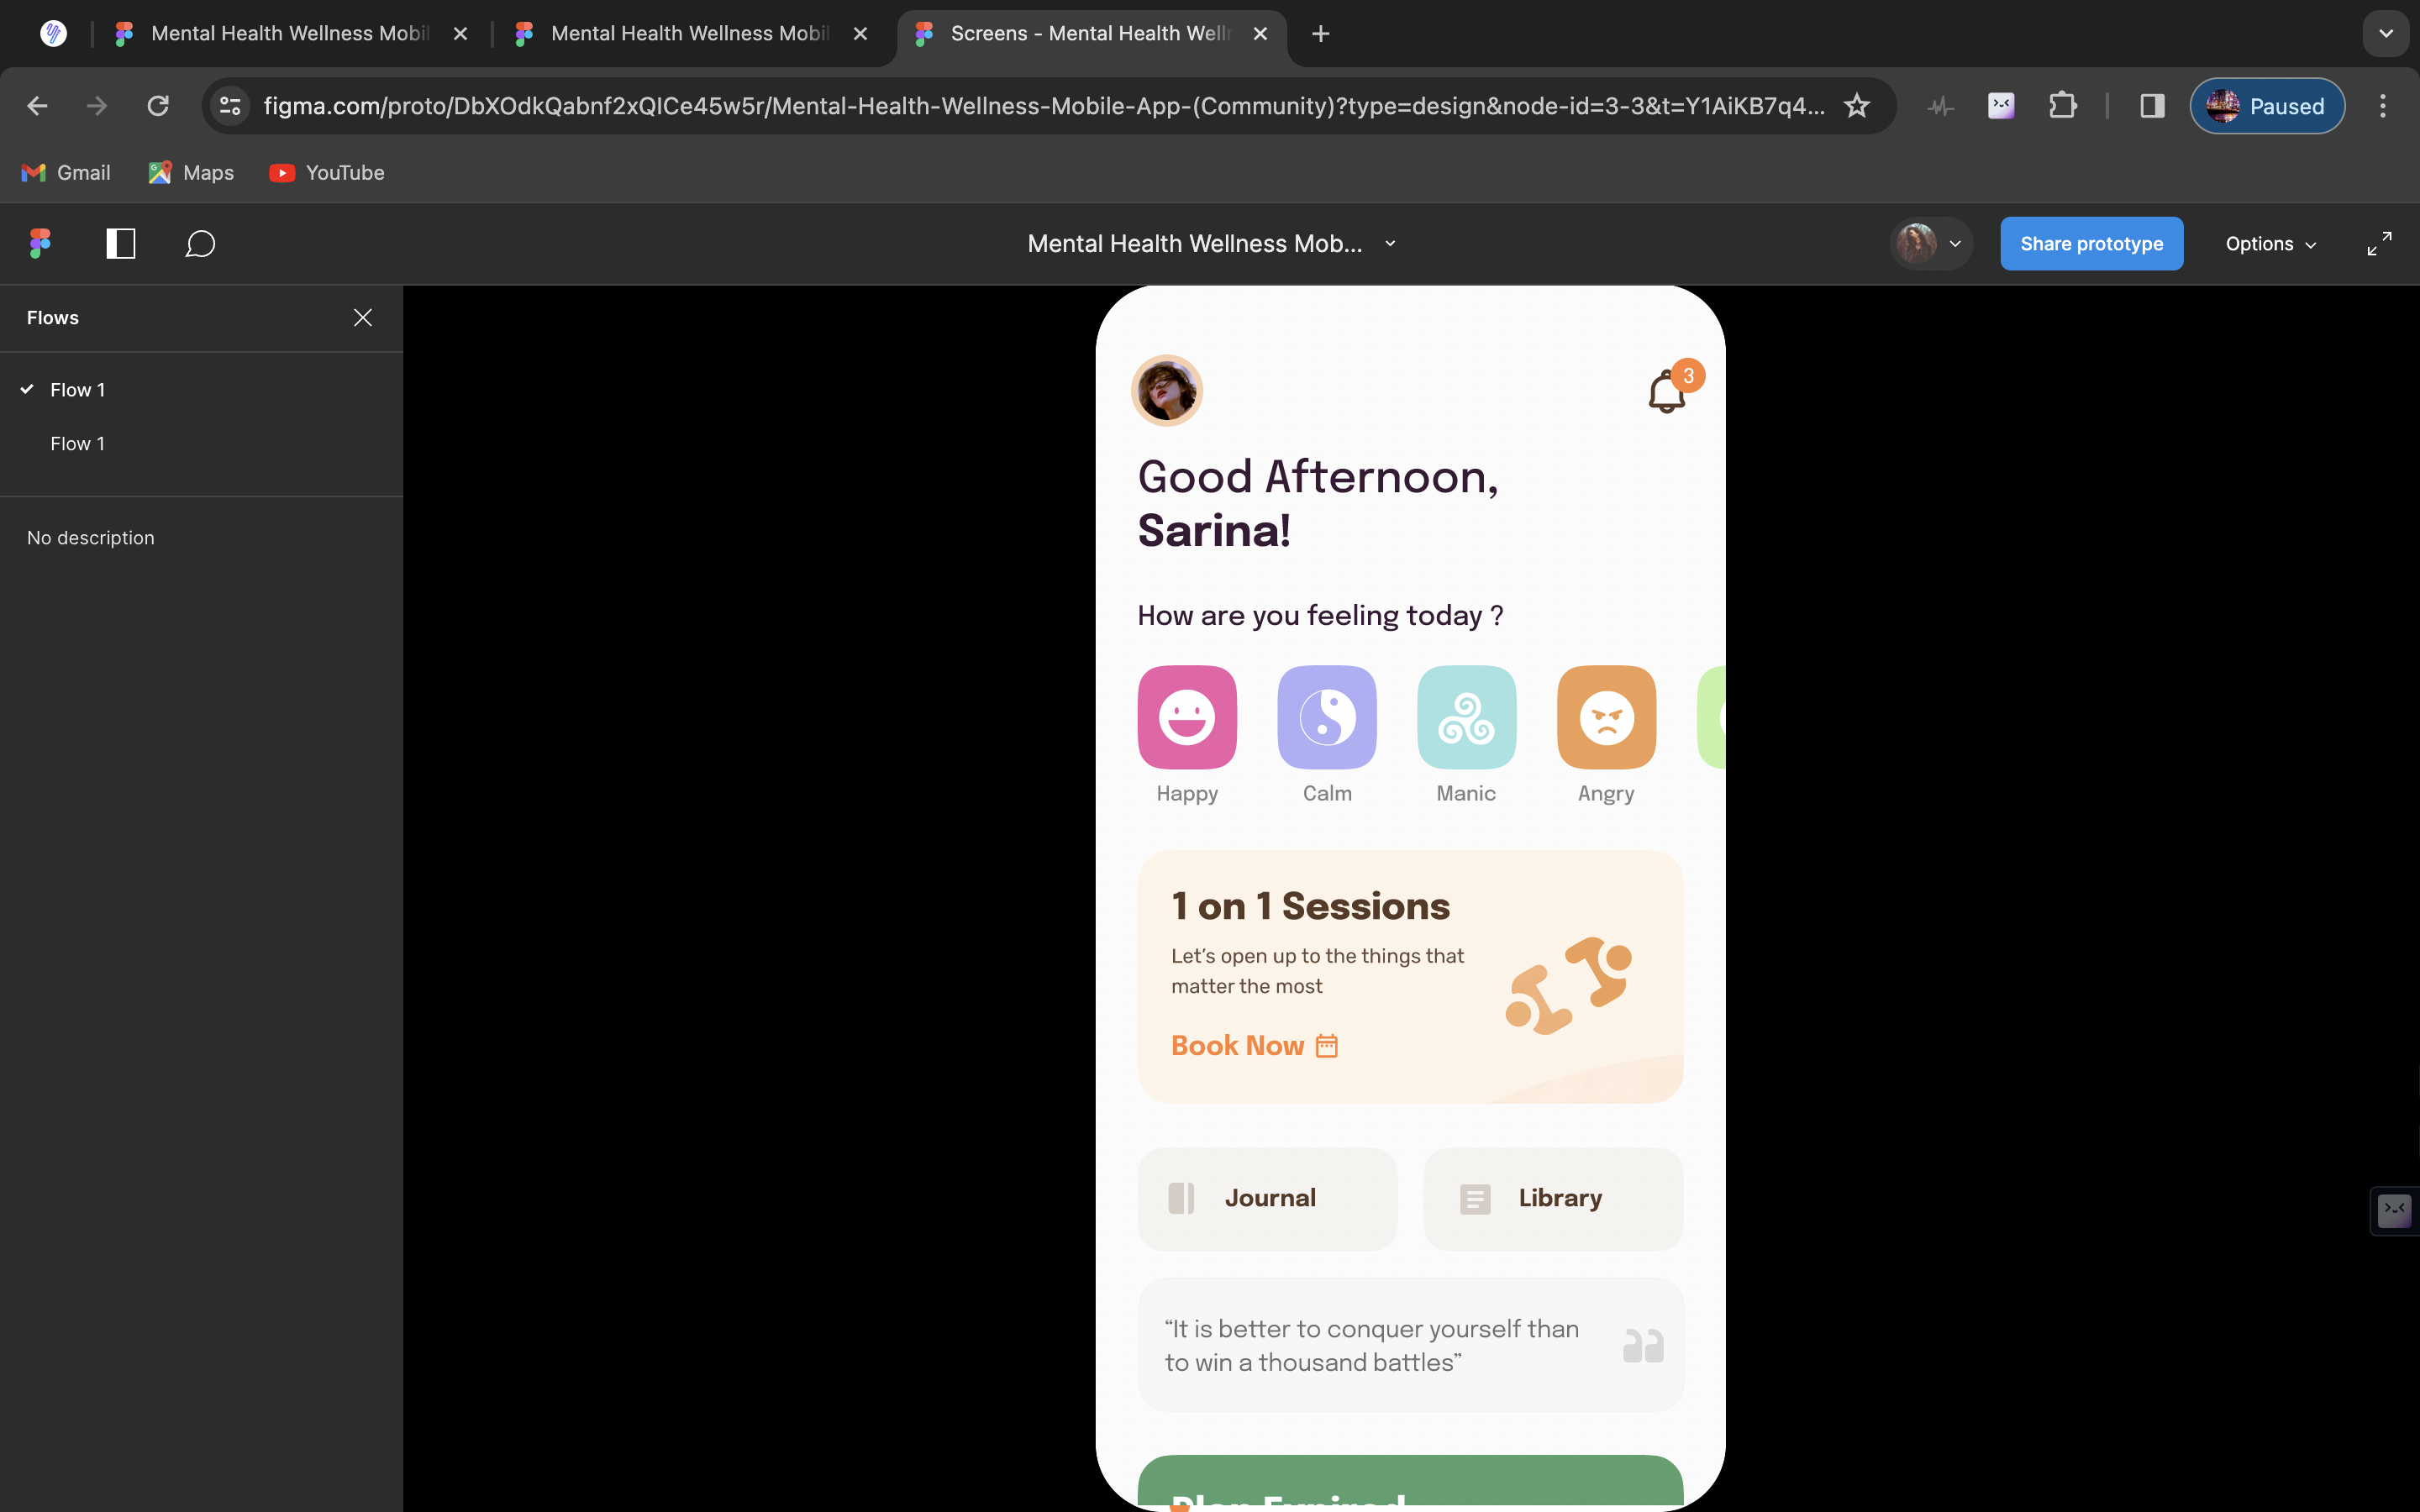 Mental Health Wellness Mobil
Mental Health Wellness Mobil
Screens - Mental Health Well
figma.com/proto/DbXOdkQabnf2xQICe45w5r/Mental-Health-Wellness-Mobile-App-(Community)?type=design&node-id=3-3&t=Y1AiKB7q4...
Paused
Gmail
Maps
YouTube
Mental Health Wellness Mob...
Share prototype
Options
Flows
Flow 1
Flow 1
No description
3
Good Afternoon,
Sarina!
How are you feeling today ?
Happy
Calm
Manic
Angry
1 on 1 Sessions
Let's open up to the things that
matter the most
Book Now
Journal
Library
“It is better to conquer yourself than
to win a thousand battles”
Plan Expired